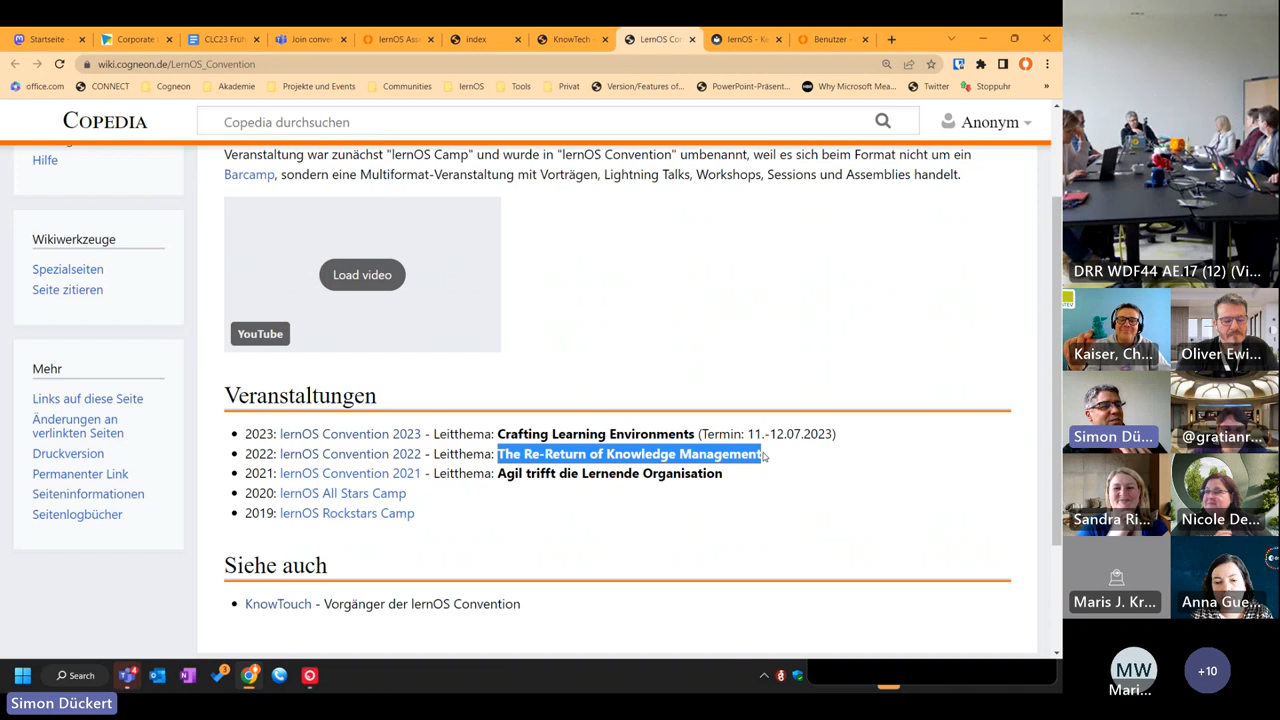 Startseite -
Corporate
CLC23 Früh
Join conve
lernOS Ass
index
KnowTech -
LernOS Co
lernOS - Ke
Benutzer -
wiki.cogneon.de/LernOS_Convention
office.com
CONNECT
Cogneon
Akademie
Projekte und Events
Communities
lernOS
Tools
Privat
Version/Features of...
PowerPoint-Präsent...
Why Microsoft Mea...
Twitter
Stoppuhr
»
COPEDIA
Copedia durchsuchen
Anonym
Hilfe
Wikiwerkzeuge
Spezialseiten
Seite zitieren
Mehr
Links auf diese Seite
Änderungen an
verlinkten Seiten
Druckversion
Permanenter Link
Seiteninformationen
Seitenlogbücher
Veranstaltung war zunächst "lernOS Camp" und wurde in "lernOS Convention" umbenannt, weil es sich beim Format nicht um ein
Barcamp, sondern eine Multiformat-Veranstaltung mit Vorträgen, Lightning Talks, Workshops, Sessions und Assemblies handelt.
Load video
YouTube
Veranstaltungen
2023: lernOS Convention 2023 - Leitthema: Crafting Learning Environments (Termin: 11.-12.07.2023)
2022: lernOS Convention 2022 - Leitthema: The Re-Return of Knowledge Management
2021: lernOS Convention 2021 - Leitthema: Agil trifft die Lernende Organisation
2020: lernOS All Stars Camp
2019: lernOS Rockstars Camp
Siehe auch
KnowTouch - Vorgänger der lernOS Convention
DRR WDF44 AE.17 (12) (Vi...
Kaiser, Ch...
Oliver Ewi...
Simon Dü...
@gratianr...
Sandra Ri...
Nicole De...
Maris J. Kr...
Anna Gue...
MW
Mari...
+10
Search
4
3
Simon Dückert